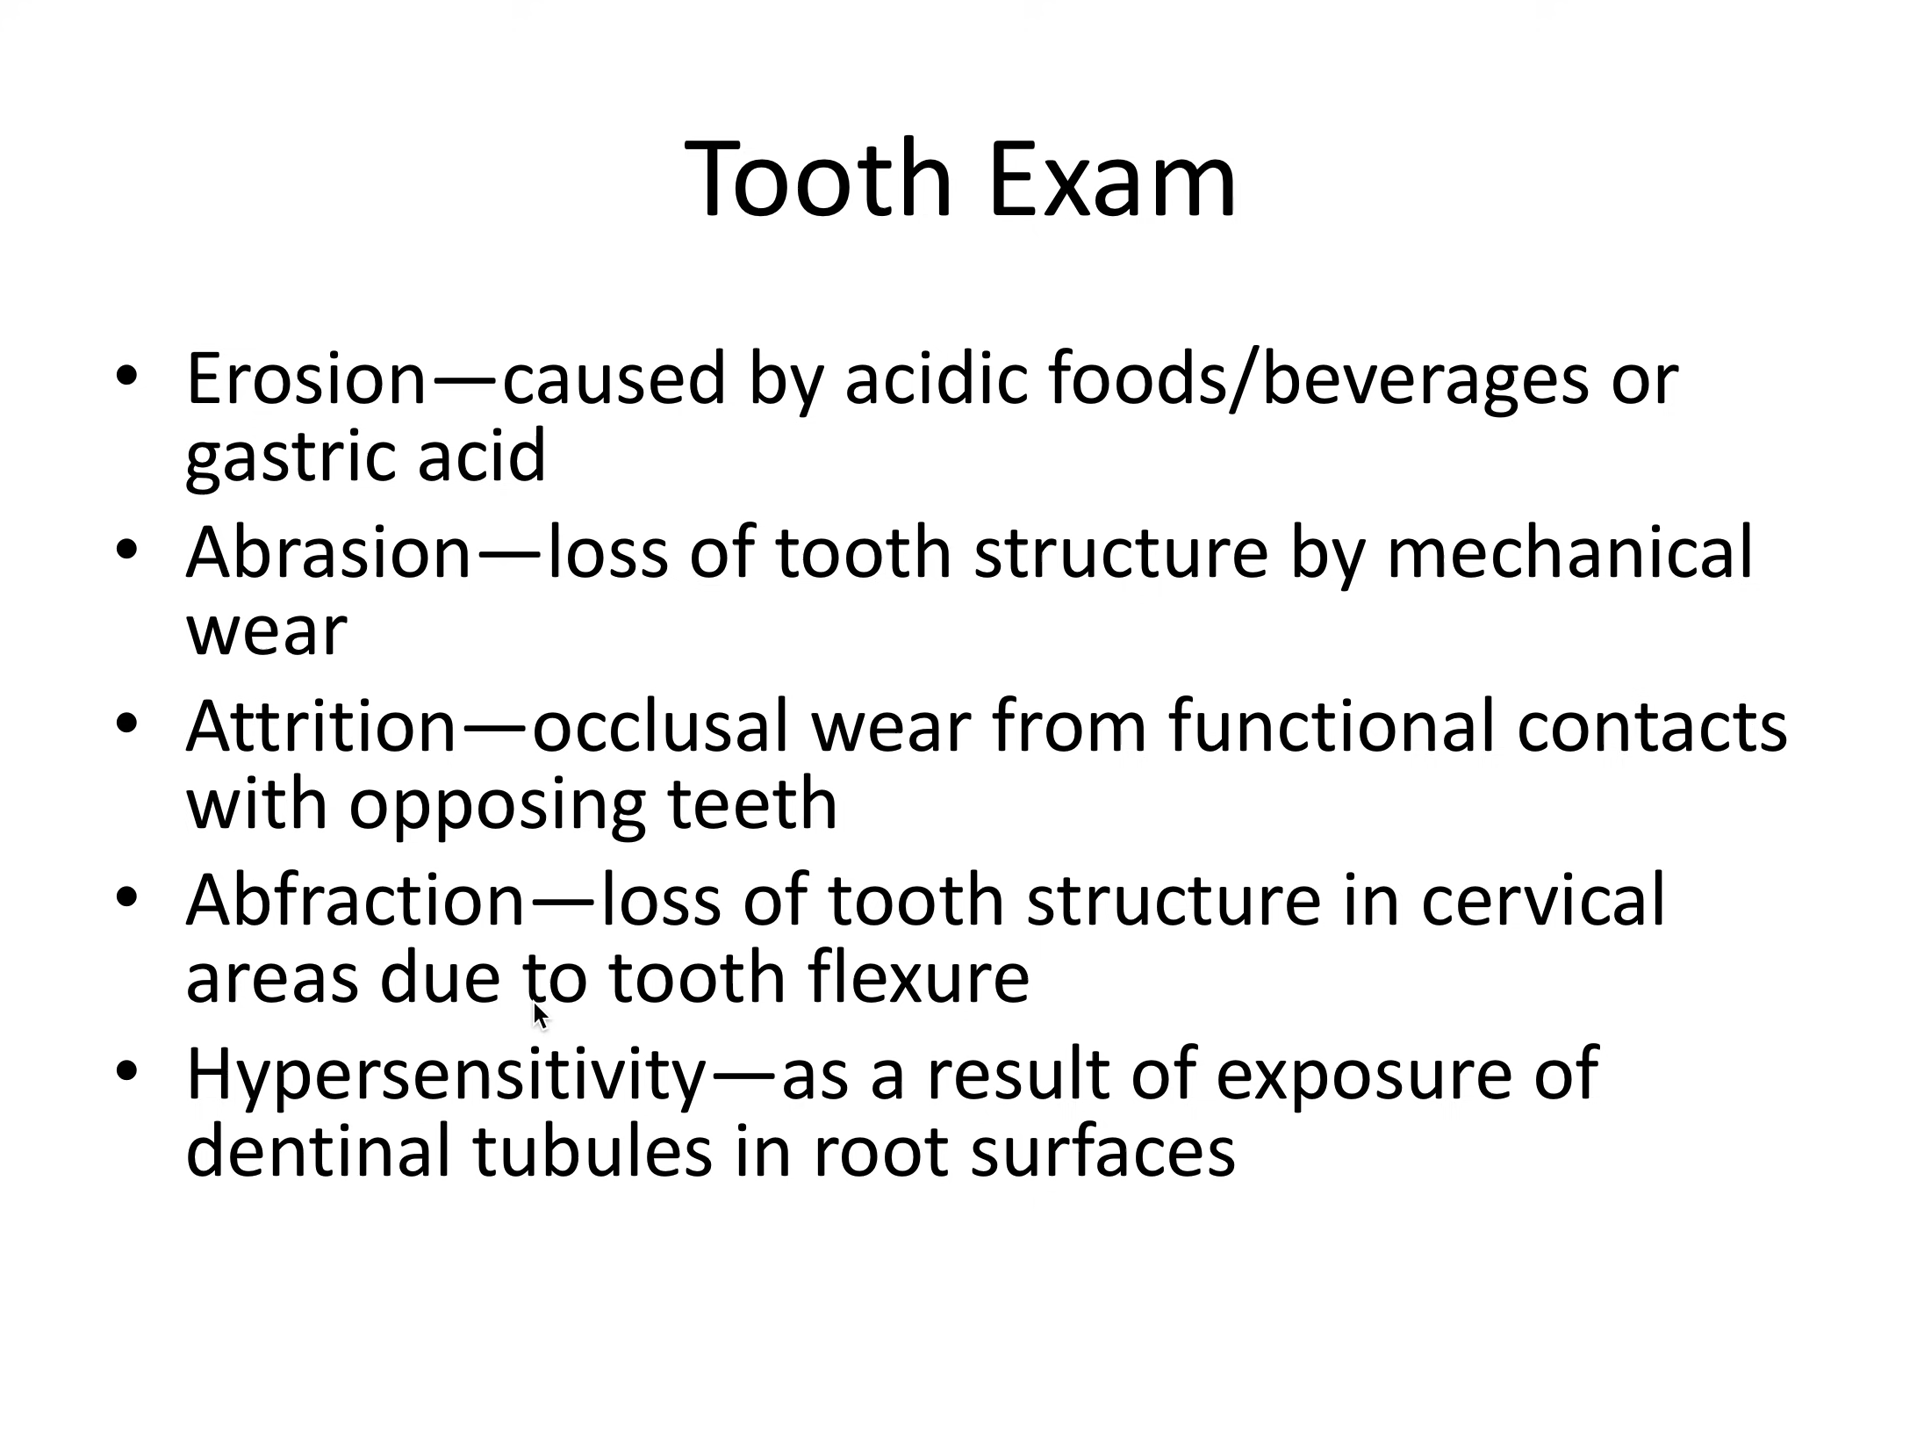 Tooth Exam
• Erosion—caused by acidic foods/beverages or
gastric acid
• Abrasion—loss of tooth structure by mechanical
wear
• Attrition—occlusal wear from functional contacts
with opposing teeth
• Abfraction—loss of tooth structure in cervical
areas due to tooth flexure
• Hypersensitivity—as a result of exposure of
dentinal tubules in root surfaces